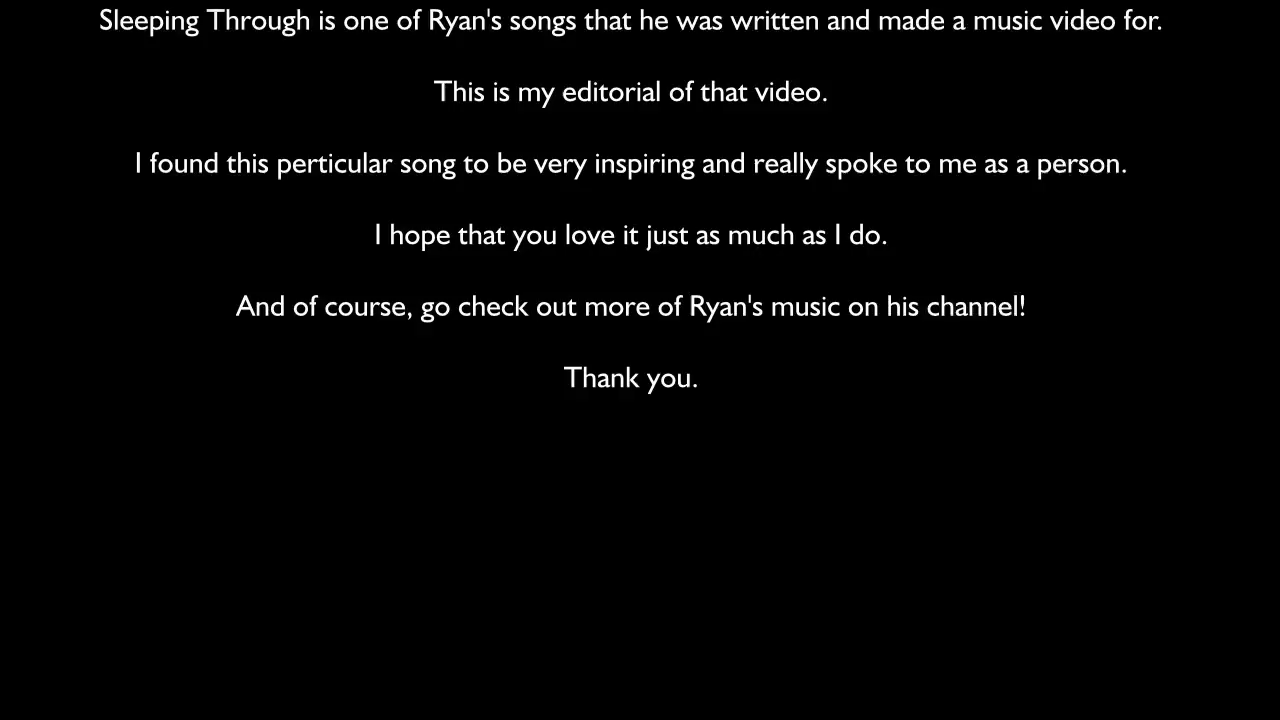 Sleeping Through is one of Ryan's songs that he was written and made a music video for.
This is my editorial of that video.
I found this perticular song to be very inspiring and really spoke to me as a person.
I hope that you love it just as much as I do.
And of course, go check out more of Ryan's music on his channel!
Thank you.